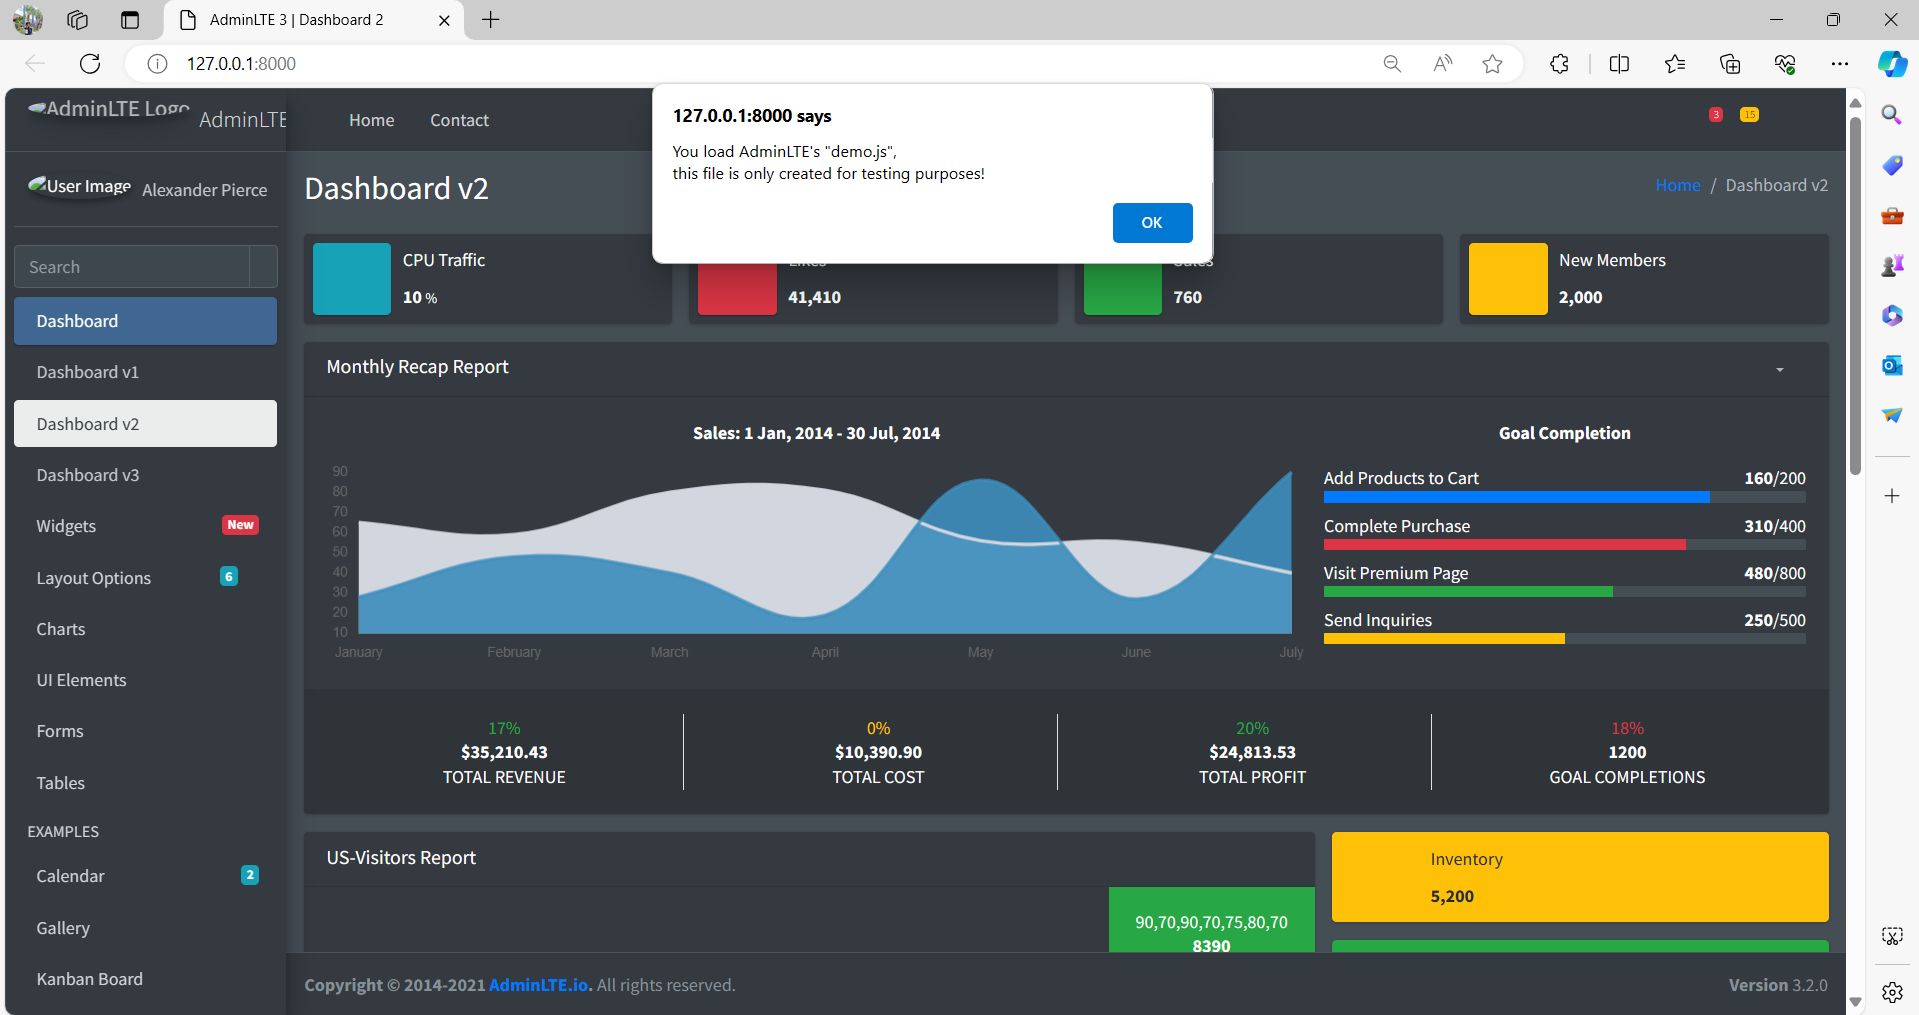 AdminLTE 3 | Dashboard 2
127.0.0.1:8000
127.0.0.1:8000 says
You load AdminLTE's "demo.js",
this file is only created for testing purposes!
OK
AdminLTE Logo
AdminLTE
Home
Contact
3
15
User Image
Alexander Pierce
Dashboard v2
Home / Dashboard v2
Search
CPU Traffic
10 %
Likes
41,410
Sales
760
New Members
2,000
Dashboard
Dashboard v1
Dashboard v2
Dashboard v3
Widgets
New
Layout Options
6
Charts
UI Elements
Forms
Tables
EXAMPLES
Calendar
2
Gallery
Kanban Board
Monthly Recap Report
Sales: 1 Jan, 2014 - 30 Jul, 2014
90
80
70
60
50
40
30
20
10
January
February
March
April
May
June
July
Goal Completion
Add Products to Cart
160/200
Complete Purchase
310/400
Visit Premium Page
480/800
Send Inquiries
250/500
17%
$35,210.43
TOTAL REVENUE
0%
$10,390.90
TOTAL COST
20%
$24,813.53
TOTAL PROFIT
18%
1200
GOAL COMPLETIONS
US-Visitors Report
90,70,90,70,75,80,70
8390
Inventory
5,200
Copyright © 2014-2021 AdminLTE.io. All rights reserved.
Version 3.2.0